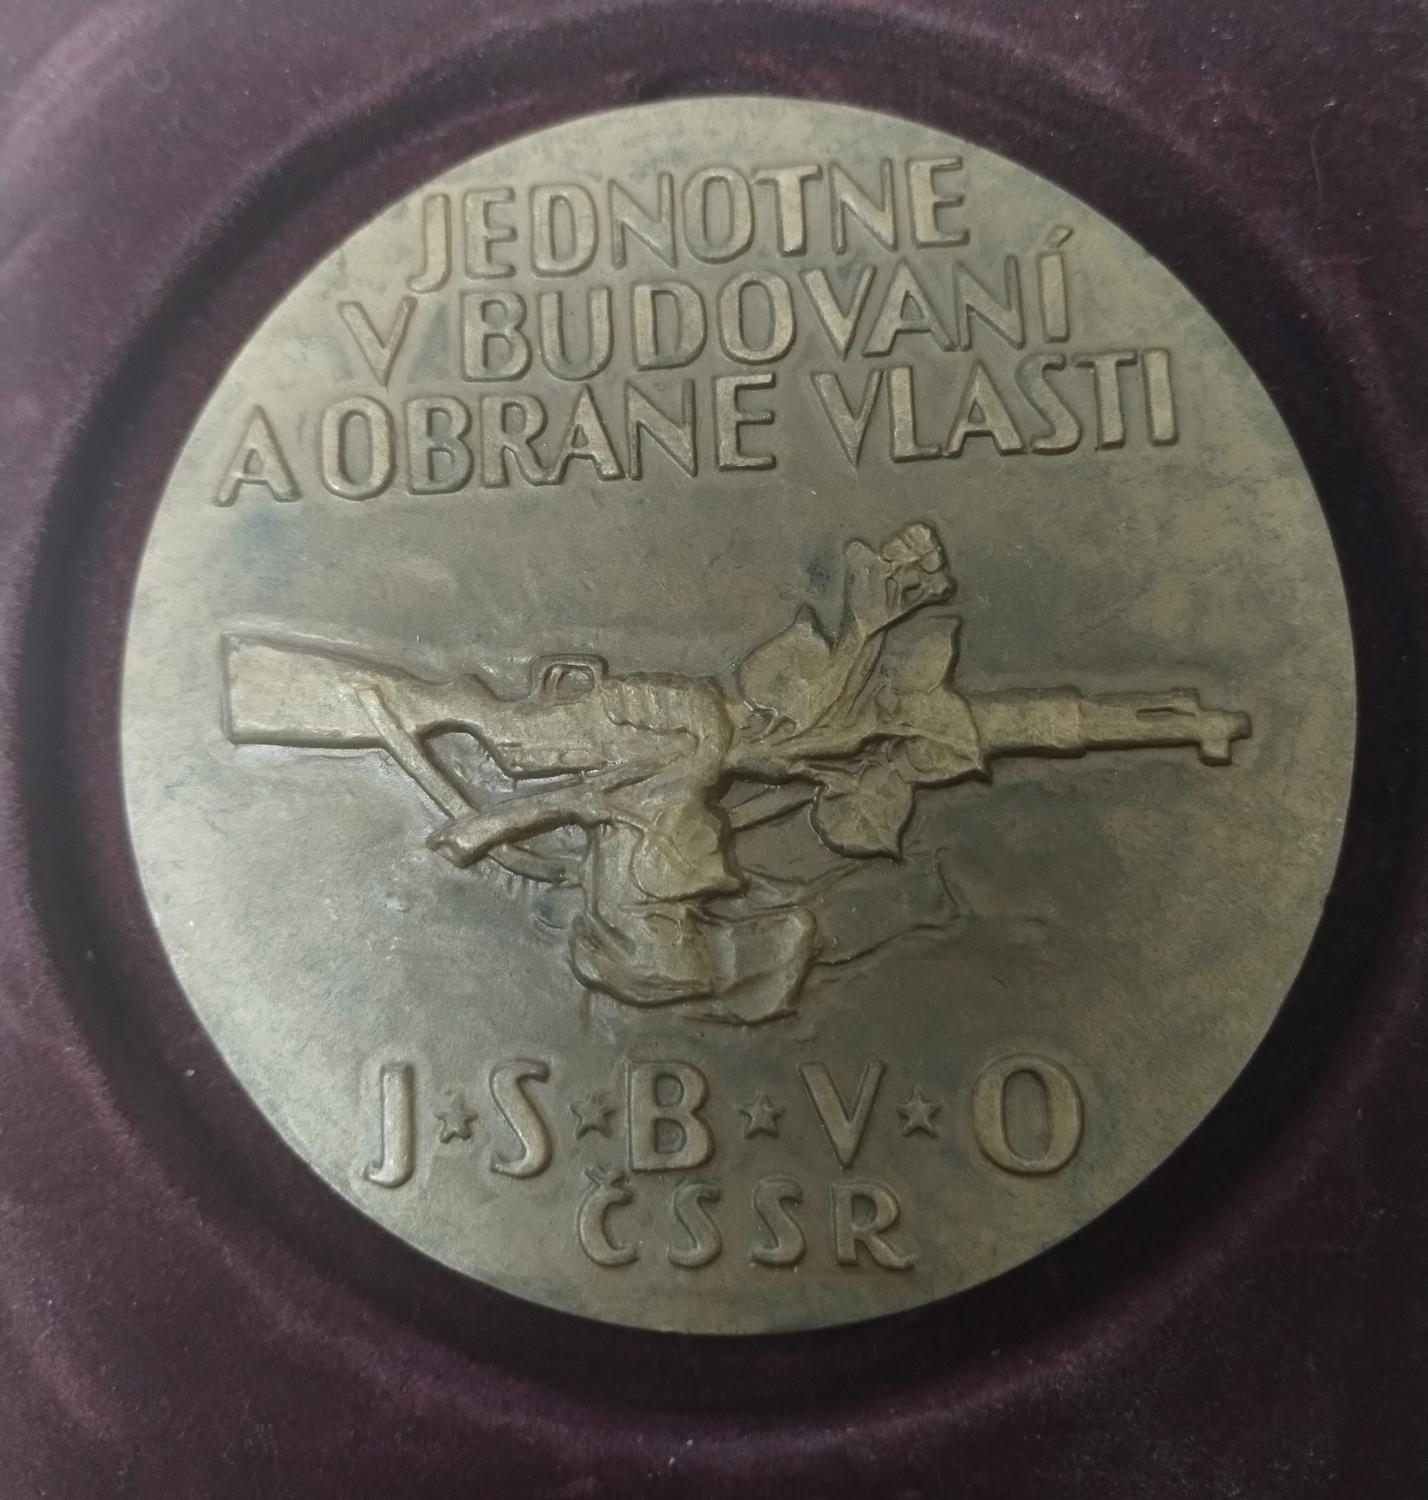 JEDNOTNE
V BUDOVANÍ
A OBRANE VLASTI
J★S★B★V★O
ČSSR